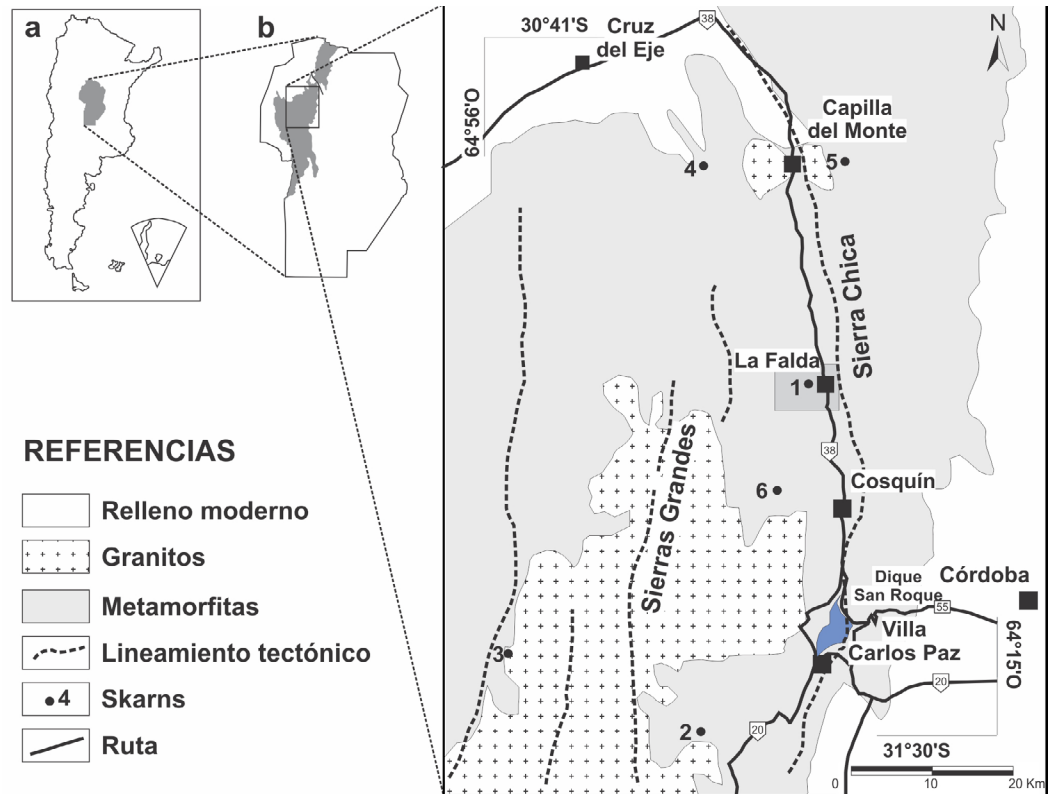 a
b
30°41'S
Cruz
del Eje
38
N
64°56'O
Capilla
del Monte
4
5
Sierra Chica
La Falda
1
38
Sierras Grandes
6
Cosquín
Dique
San Roque
Córdoba
55
Villa
Carlos Paz
64°15'O
3
20
2
20
31°30'S
0 10 20 Km
REFERENCIAS
Relleno moderno
Granitos
Metamorfitas
Lineamiento tectónico
4 Skarns
Ruta